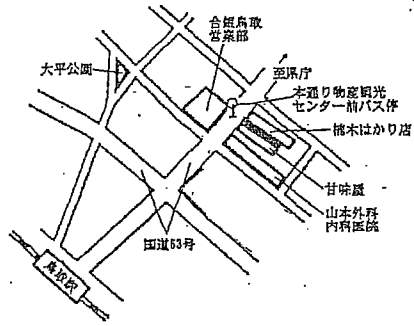 合銀鳥取
営業部
大平公園
至県庁
本通り物産観光
センター前バス停
木はかり店
甘味屋
山本外科
内科医院
国道53号
鳥取駅